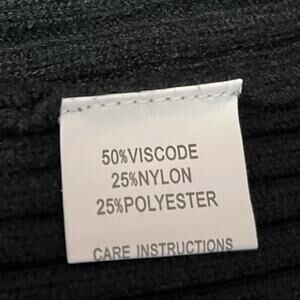 50%VISCODE
25%NYLON
25%POLYESTER
CARE INSTRUCTIONS